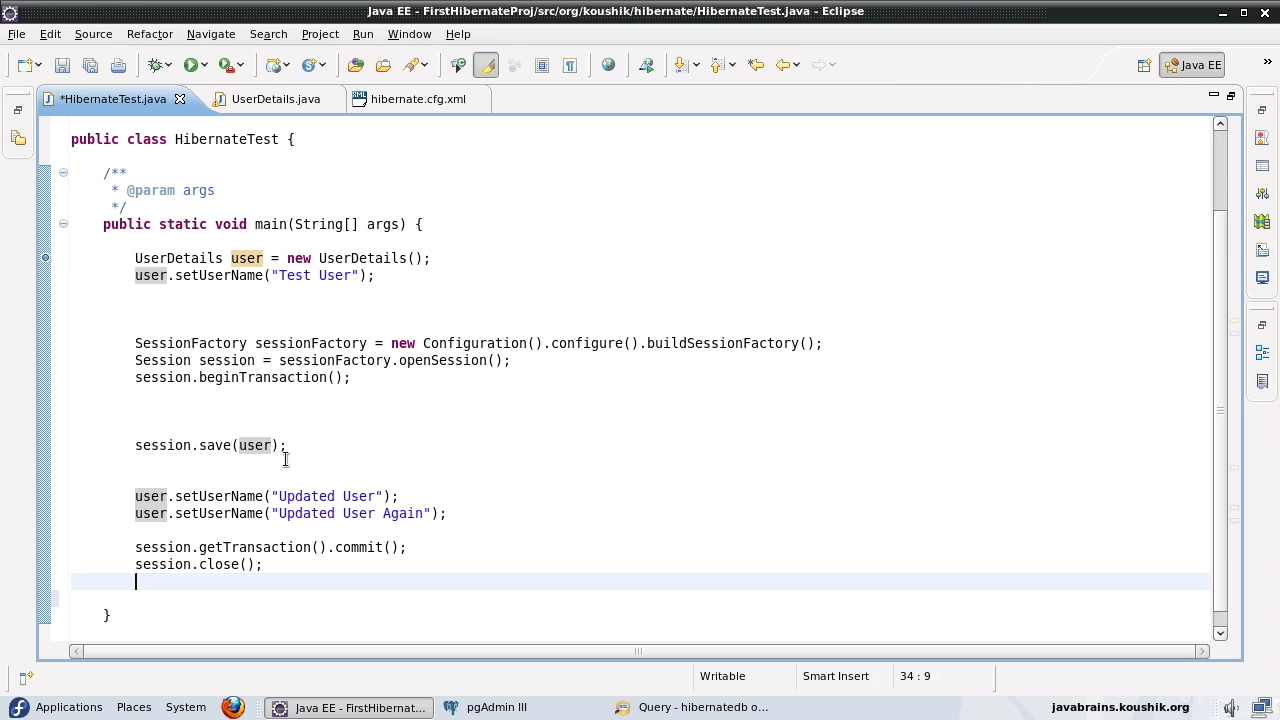 Java EE - FirstHibernateProj/src/org/koushik/hibernate/HibernateTest.java - Eclipse
File Edit Source Refactor Navigate Search Project Run Window Help
Java EE
*HibernateTest.java UserDetails.java hibernate.cfg.xml
public class HibernateTest {
/**
* @param args
*/
public static void main(String[] args) {
UserDetails user = new UserDetails();
user.setUserName("Test User");
SessionFactory sessionFactory = new Configuration().configure().buildSessionFactory();
Session session = sessionFactory.openSession();
session.beginTransaction();
session.save(user);
user.setUserName("Updated User");
user.setUserName("Updated User Again");
session.getTransaction().commit();
session.close();
}
Writable Smart Insert 34 : 9
Applications Places System Java EE - FirstHibernat... pgAdmin III Query - hibernatedb o... javabrains.koushik.org